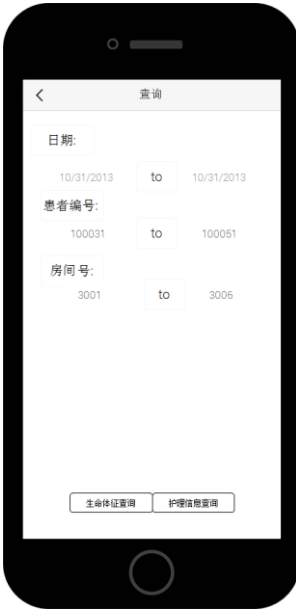 查询
日期:
10/31/2013 to 10/31/2013
患者编号:
100031 to 100051
房间号:
3001 to 3006
生命体征查询 护理信息查询